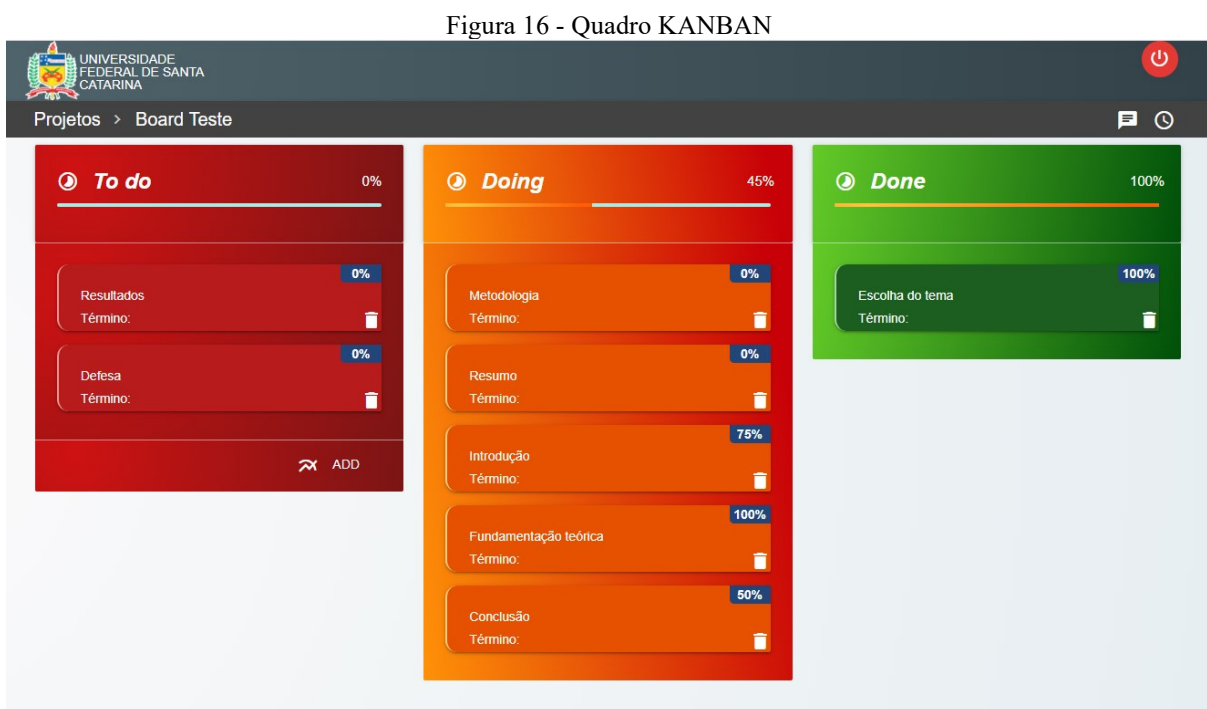 Figura 16 - Quadro KANBAN
UNIVERSIDADE
FEDERAL DE SANTA
CATARINA
Projetos > Board Teste
To do 0%
0%
Resultados
Término:
0%
Defesa
Término:
ADD
Doing 45%
0%
Metodologia
Término:
0%
Resumo
Término:
75%
Introdução
Término:
100%
Fundamentação teórica
Término:
50%
Conclusão
Término:
Done 100%
100%
Escolha do tema
Término: